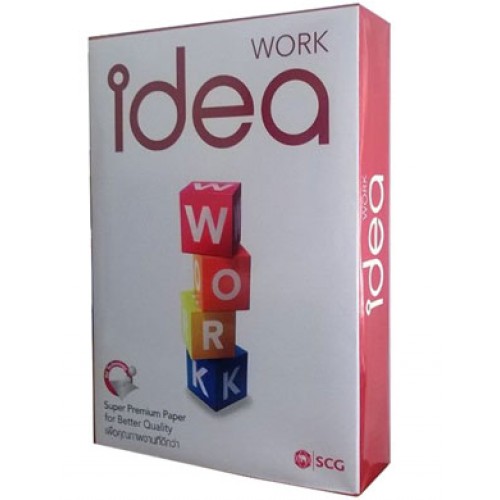 WORK
idea
W
W
O
O
R
K
K
Super Premium Paper
for Better Quality
เพื่อคุณภาพงานที่ดีกว่า
SCG
WORK
idea